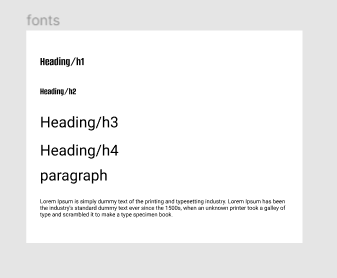 fonts
Heading/h1
Heading/h2
Heading/h3
Heading/h4
paragraph
Lorem Ipsum is simply dummy text of the printing and typesetting industry. Lorem Ipsum has been
the industry's standard dummy text ever since the 1500s, when an unknown printer took a galley of
type and scrambled it to make a type specimen book.